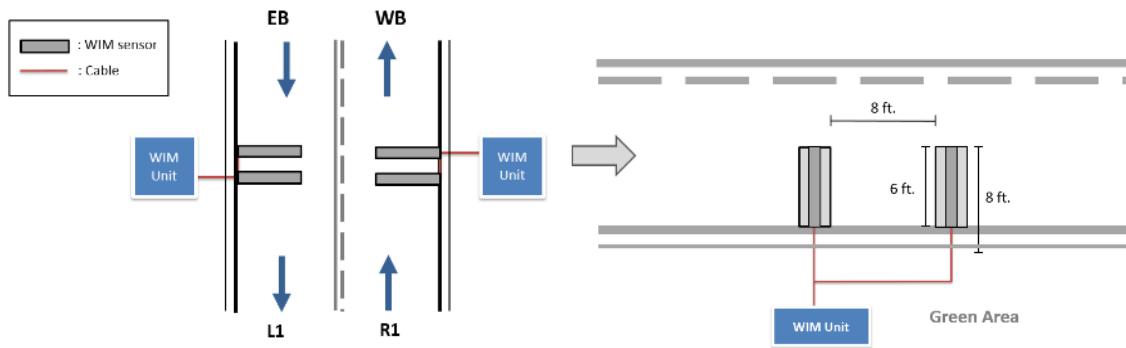 : WIM sensor
: Cable
EB
WB
WIM
Unit
WIM
Unit
L1
R1
8 ft.
6 ft.
8 ft.
WIM Unit
Green Area